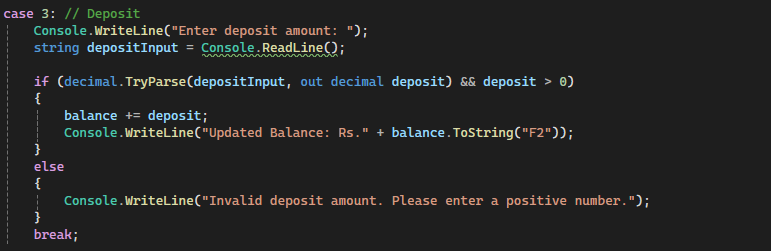 case 3: // Deposit
Console.WriteLine("Enter deposit amount: ");
string depositInput = Console.ReadLine();
if (decimal.TryParse(depositInput, out decimal deposit) && deposit > 0)
{
balance += deposit;
Console.WriteLine("Updated Balance: Rs." + balance.ToString("F2"));
}
else
{
Console.WriteLine("Invalid deposit amount. Please enter a positive number.");
}
break;